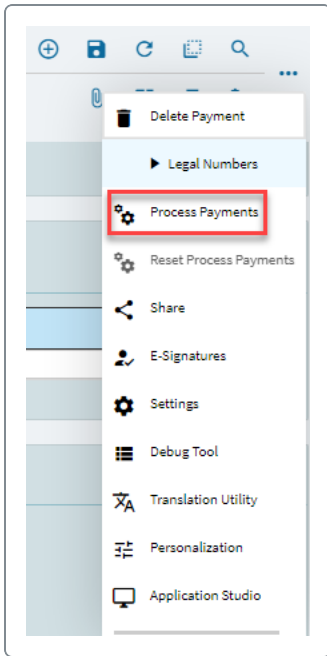 Delete Payment
Legal Numbers
Process Payments
Reset Process Payments
Share
E-Signatures
Settings
Debug Tool
Translation Utility
Personalization
Application Studio